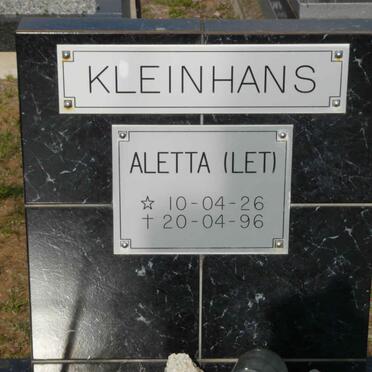 KLEINHANS
ALETTA (LET)
☆ 10-04-26
† 20-04-96